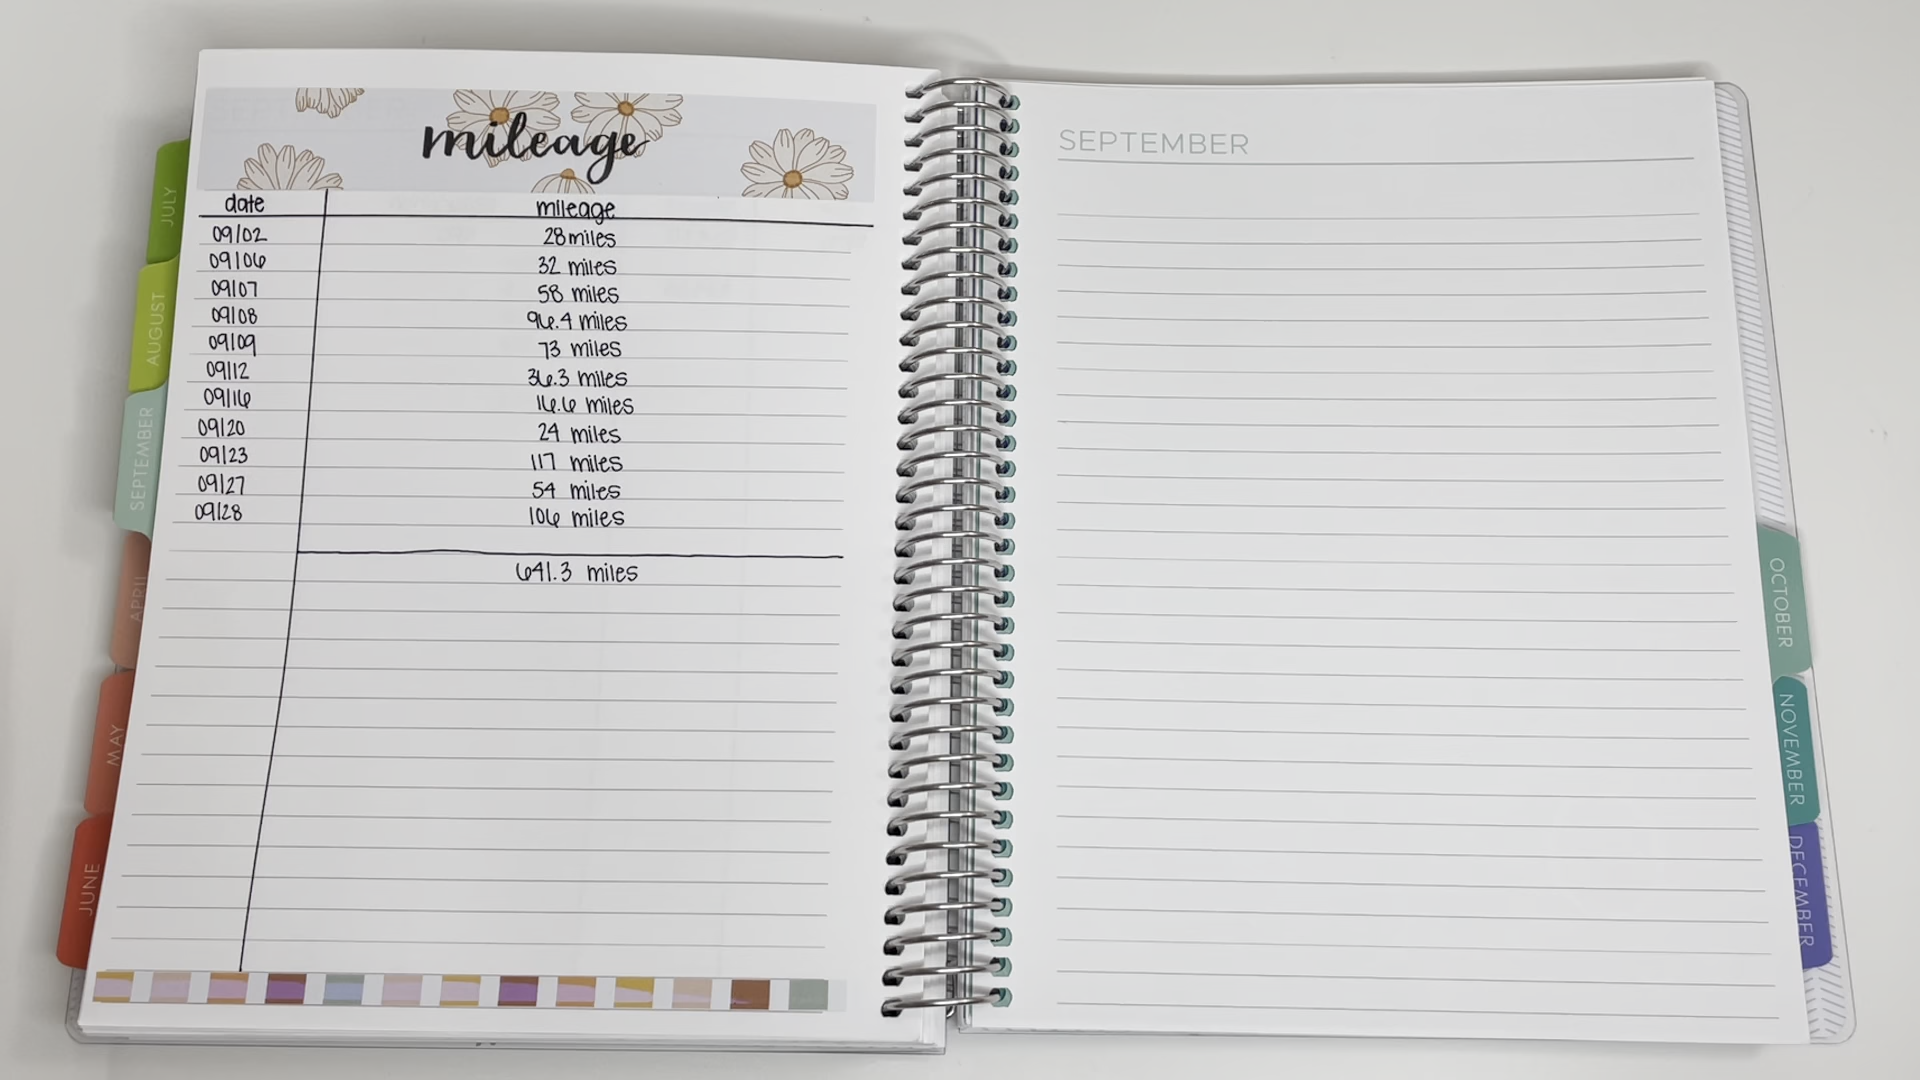 mileage
date mileage
09/02 28 miles
09/06 32 miles
09/07 58 miles
09/08 96.4 miles
09/09 73 miles
09/12 36.3 miles
09/16 16.6 miles
09/20 24 miles
09/23 117 miles
09/27 54 miles
09/28 106 miles
641.3 miles
JULY
AUGUST
SEPTEMBER
APRIL
MAY
JUNE
SEPTEMBER
OCTOBER
NOVEMBER
DECEMBER